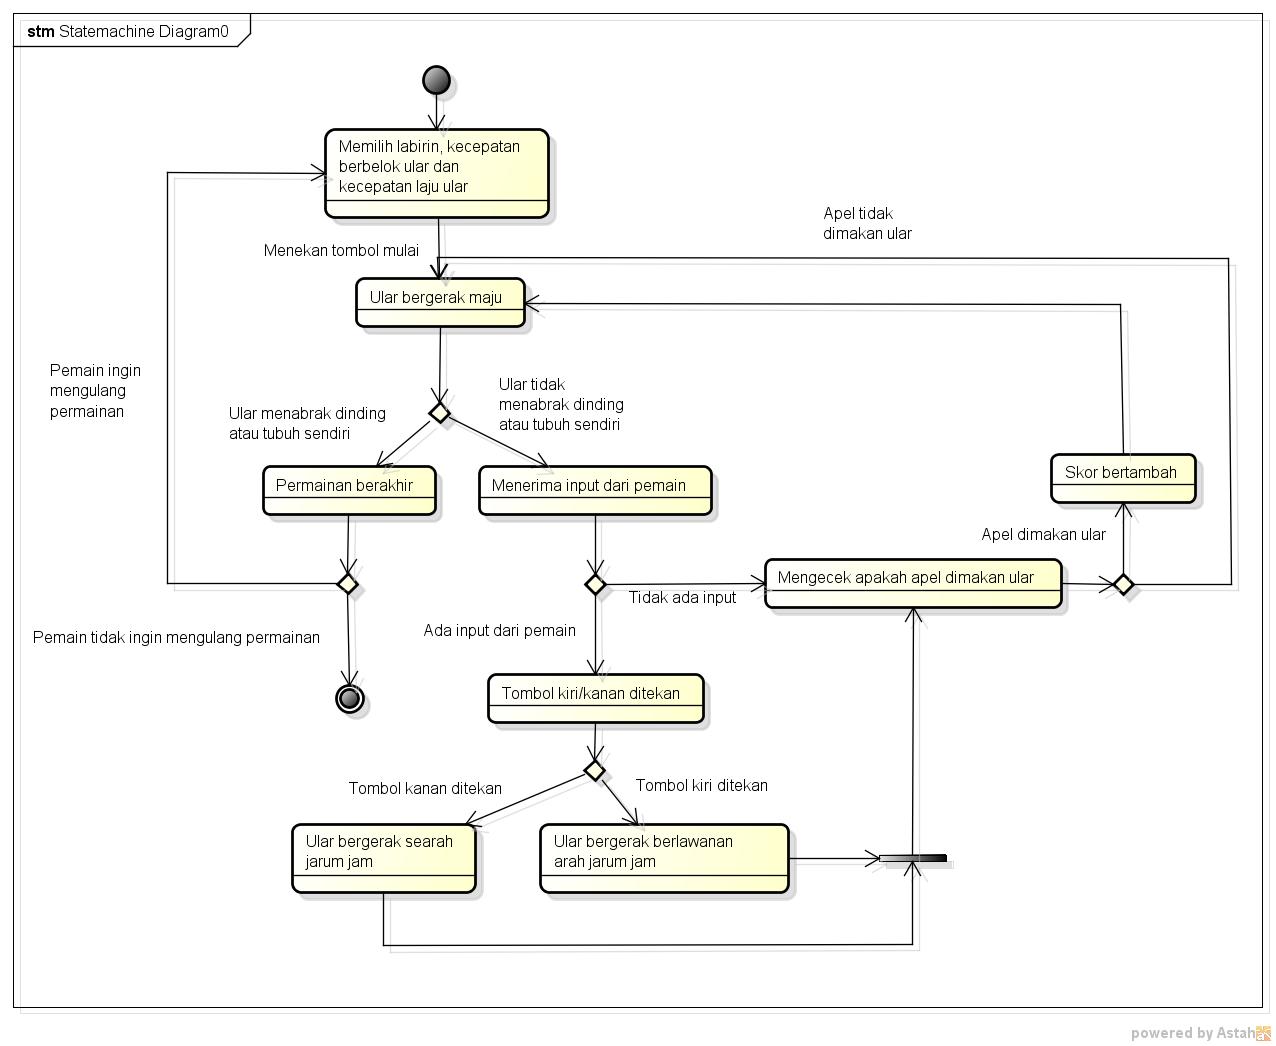 stm Statemachine Diagram0
Memilih labirin, kecepatan
berbelok ular dan
kecepatan laju ular
Apel tidak
dimakan ular
Menekan tombol mulai
Ular bergerak maju
Pemain ingin
mengulang
permainan
Ular tidak
menabrak dinding
atau tubuh sendiri
Ular menabrak dinding
atau tubuh sendiri
Permainan berakhir
Menerima input dari pemain
Skor bertambah
Apel dimakan ular
Mengecek apakah apel dimakan ular
Tidak ada input
Ada input dari pemain
Pemain tidak ingin mengulang permainan
Tombol kiri/kanan ditekan
Tombol kanan ditekan
Tombol kiri ditekan
Ular bergerak searah
jarum jam
Ular bergerak berlawanan
arah jarum jam
powered by Astah